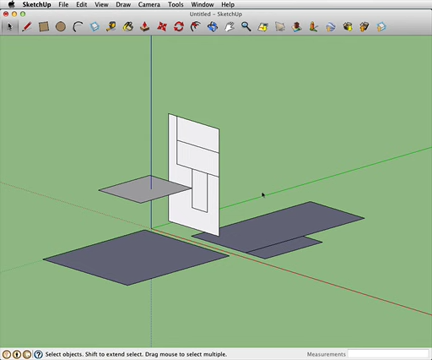 SketchUp File Edit View Draw Camera Tools Window Help
Untitled - SketchUp
Select objects. Shift to extend select. Drag mouse to select multiple.
Measurements